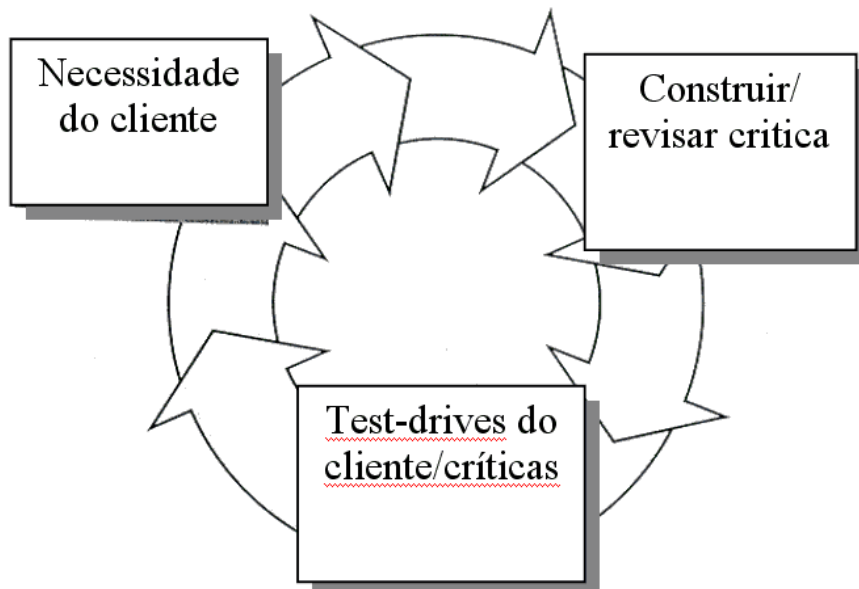 Necessidade
do cliente
Construir/
revisar critica
Test-drives do
cliente/críticas